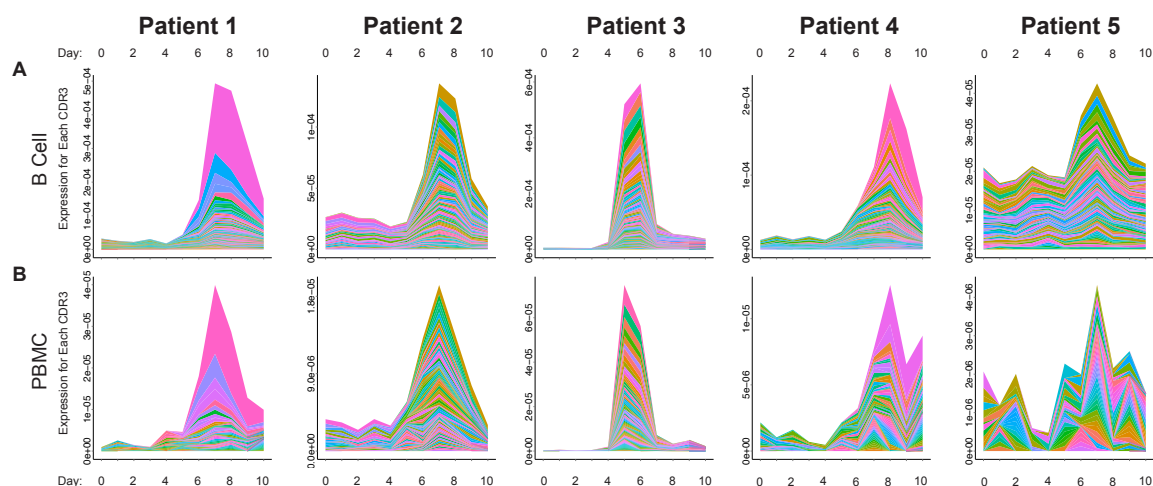 Patient 1 Patient 2 Patient 3 Patient 4 Patient 5
Day: 0 2 4 6 8 10 0 2 4 6 8 10 0 2 4 6 8 10 0 2 4 6 8 10 0 2 4 6 8 10
A
B Cell
Expression for Each CDR3
0e+00 1e-04 2e-04 3e-04 4e-04 5e-04
0e+00 5e-05 1e-04
0e+00 2e-04 4e-04 6e-04
0e+00 1e-04 2e-04
0e+00 1e-05 2e-05 3e-05 4e-05
B
PBMC
Expression for Each CDR3
0e+00 1e-05 2e-05 3e-05 4e-05
0.0e+00 9.0e-06 1.8e-05
0e+00 2e-05 4e-05 6e-05
0e+00 5e-06 1e-05
0e+00 1e-06 2e-06 3e-06 4e-06
Day: 0 2 4 6 8 10 0 2 4 6 8 10 0 2 4 6 8 10 0 2 4 6 8 10 0 2 4 6 8 10